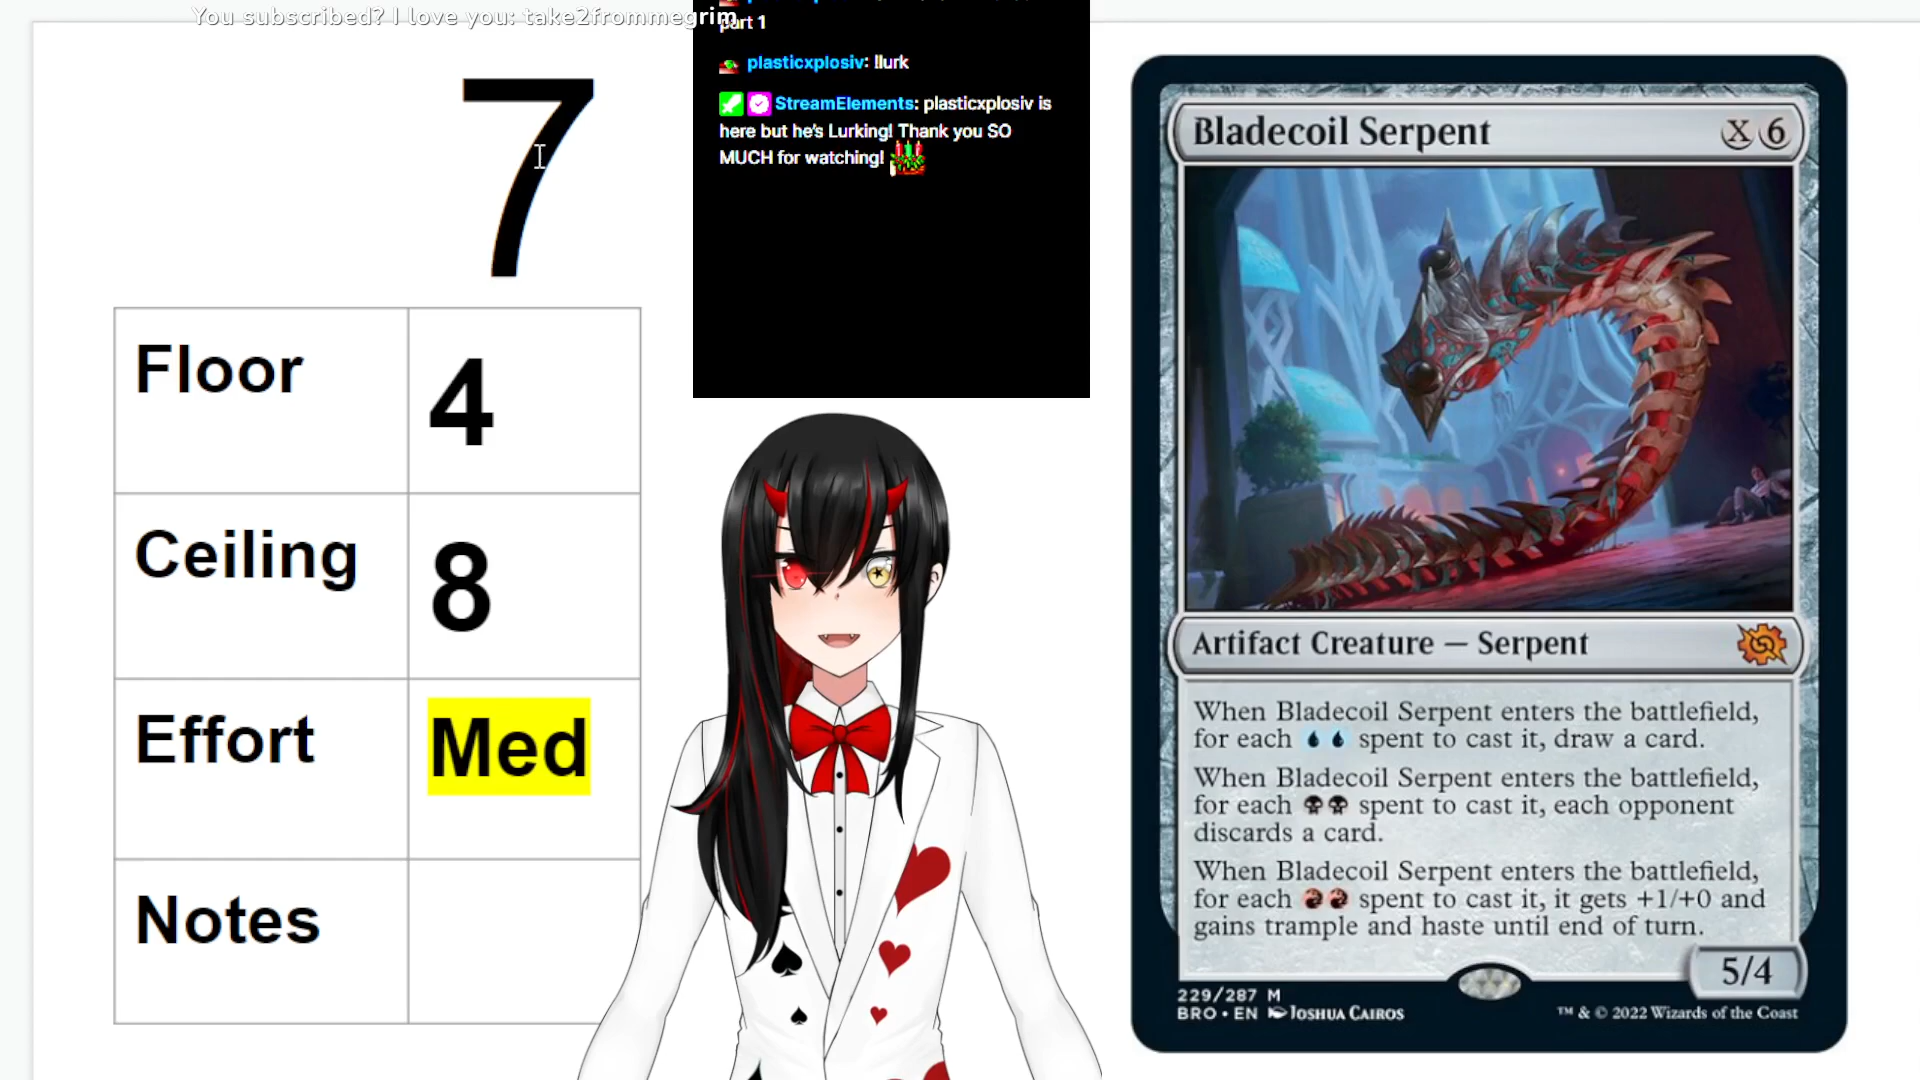 You subscribed? I love you: take2frommegrim
part 1
plasticxplosiv: !lurk
StreamElements: plasticxplosiv is
here but he's Lurking! Thank you SO
MUCH for watching!
7
Floor 4
Ceiling 8
Effort Med
Notes
Bladecoil Serpent X 6
Artifact Creature — Serpent
When Bladecoil Serpent enters the battlefield,
for each spent to cast it, draw a card.
When Bladecoil Serpent enters the battlefield,
for each spent to cast it, each opponent
discards a card.
When Bladecoil Serpent enters the battlefield,
for each spent to cast it, it gets +1/+0 and
gains trample and haste until end of turn.
5/4
229/287 M
BRO • EN Joshua Cairos
™ & © 2022 Wizards of the Coast